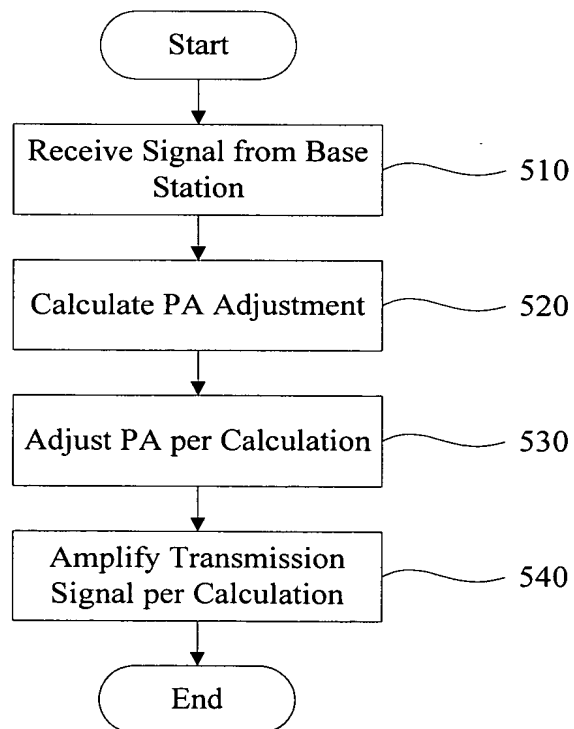 Start
Receive Signal from Base
Station
510
Calculate PA Adjustment
520
Adjust PA per Calculation
530
Amplify Transmission
Signal per Calculation
540
End